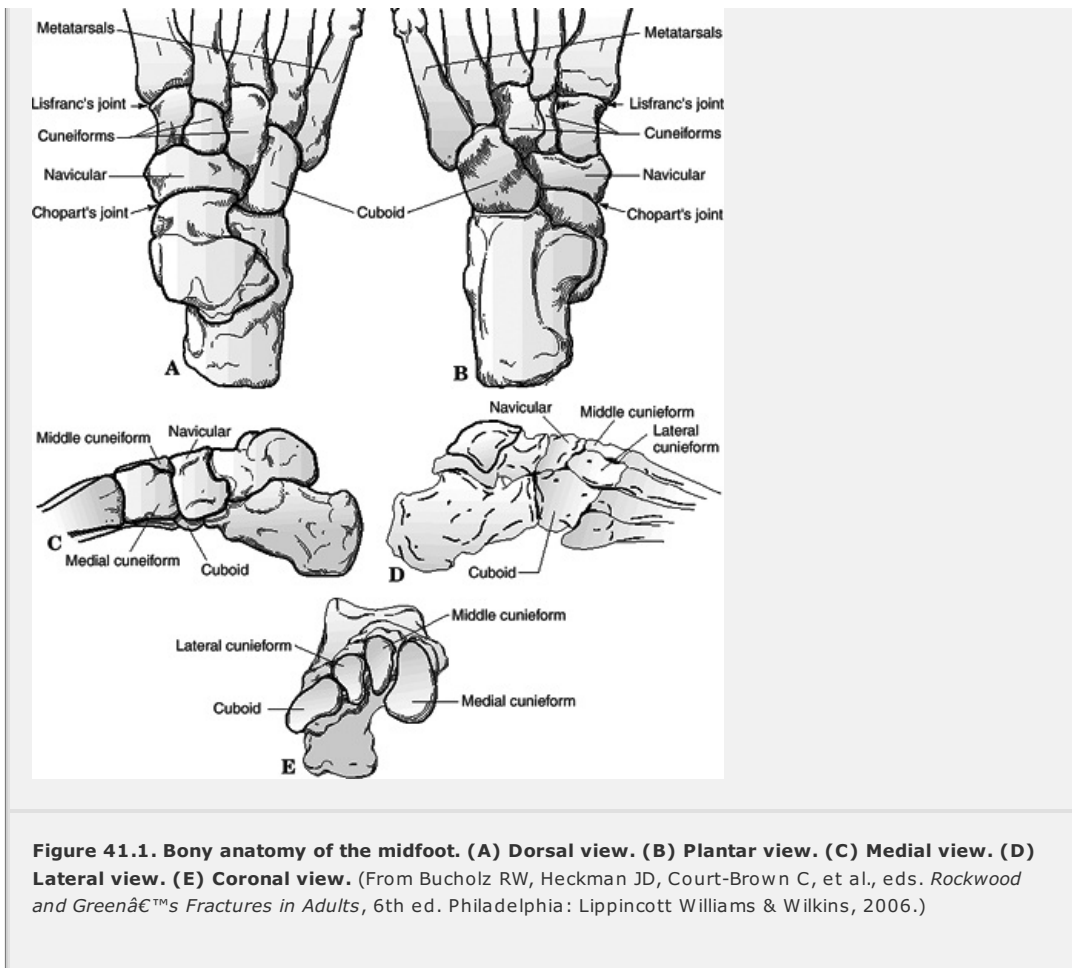 Metatarsals
Metatarsals
Lisfranc's joint
Lisfranc's joint
Cuneiforms
Cuneiforms
Navicular
Navicular
Chopart's joint
Cuboid
Chopart's joint
A
B
Navicular
Middle cunieform
Middle cuneiform
Navicular
Lateral
cunieform
C
Medial cuneiform
Cuboid
D
Cuboid
Middle cunieform
Lateral cunieform
Cuboid
Medial cunieform
E
Figure 41.1. Bony anatomy of the midfoot. (A) Dorsal view. (B) Plantar view. (C) Medial view. (D)
Lateral view. (E) Coronal view. (From Bucholz RW, Heckman JD, Court-Brown C, et al., eds. Rockwood
and Greenâ€™s Fractures in Adults, 6th ed. Philadelphia: Lippincott Williams & Wilkins, 2006.)